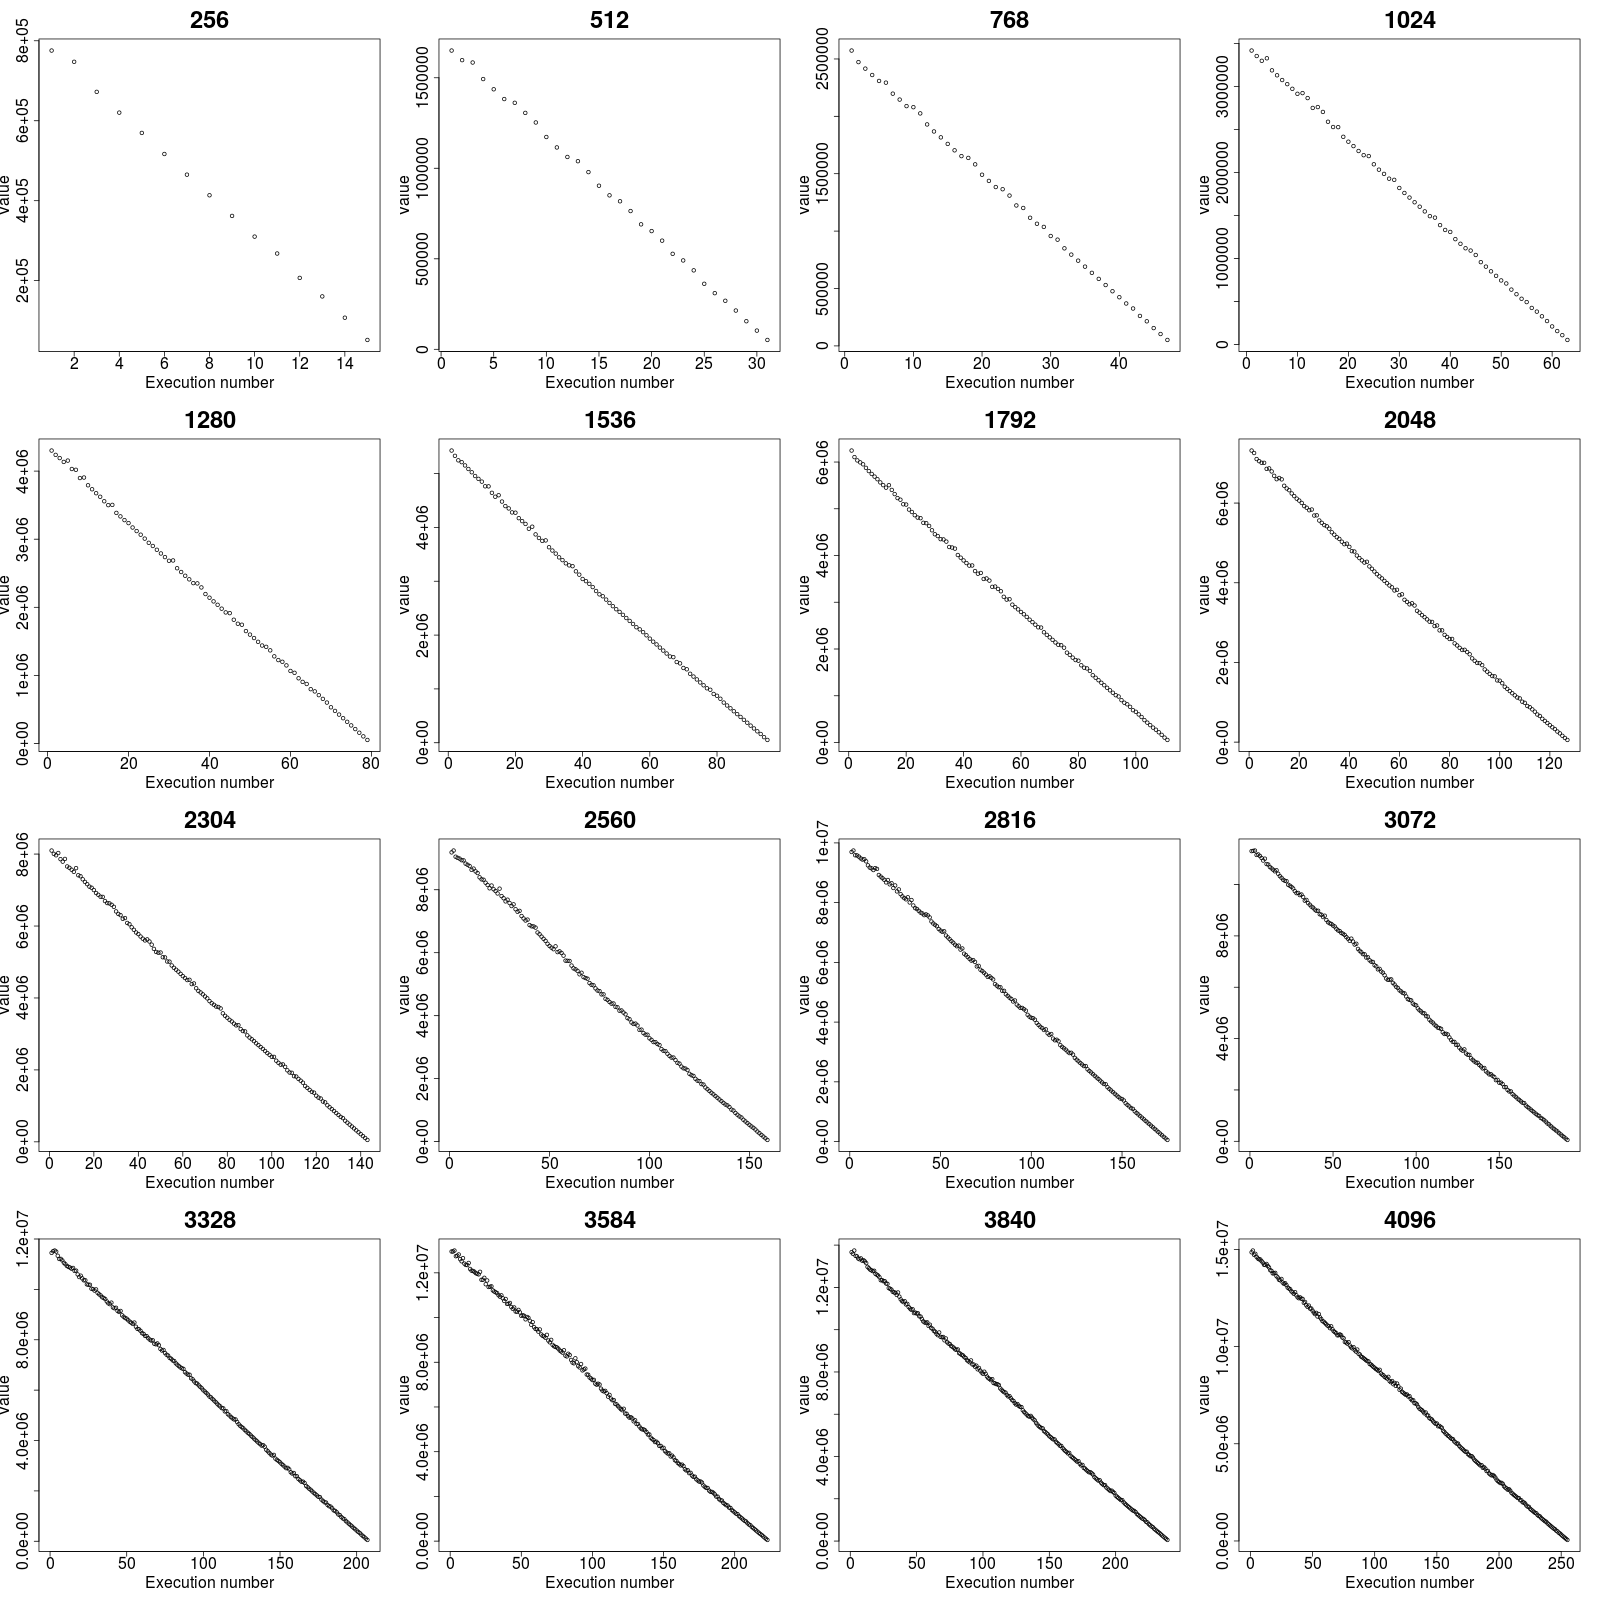 256 512 768 1024
8e+05 1500000 2500000 3000000
6e+05 1000000 1500000 2000000
4e+05 500000 500000 1000000
2e+05 0 0 0
value value value value
2 4 6 8 10 12 14 0 5 10 15 20 25 30 0 10 20 30 40 0 10 20 30 40 50 60
Execution number Execution number Execution number Execution number
1280 1536 1792 2048
4e+06 4e+06 6e+06 6e+06
3e+06 2e+06 4e+06 4e+06
2e+06 0e+00 2e+06 2e+06
1e+06 0e+00 0e+00
0e+00
value value value value
0 20 40 60 80 0 20 40 60 80 0 20 40 60 80 100 0 20 40 60 80 100 120
Execution number Execution number Execution number Execution number
2304 2560 2816 3072
8e+06 8e+06 1e+07 8e+06
6e+06 6e+06 8e+06 4e+06
4e+06 4e+06 6e+06 0e+00
2e+06 2e+06 4e+06
0e+00 0e+00 2e+06
0e+00
value value value value
0 20 40 60 80 100 120 140 0 50 100 150 0 50 100 150 0 50 100 150
Execution number Execution number Execution number Execution number
3328 3584 3840 4096
1.2e+07 1.2e+07 1.2e+07 1.5e+07
8.0e+06 8.0e+06 8.0e+06 1.0e+07
4.0e+06 4.0e+06 4.0e+06 5.0e+06
0.0e+00 0.0e+00 0.0e+00 0.0e+00
value value value value
0 50 100 150 200 0 50 100 150 200 0 50 100 150 200 0 50 100 150 200 250
Execution number Execution number Execution number Execution number